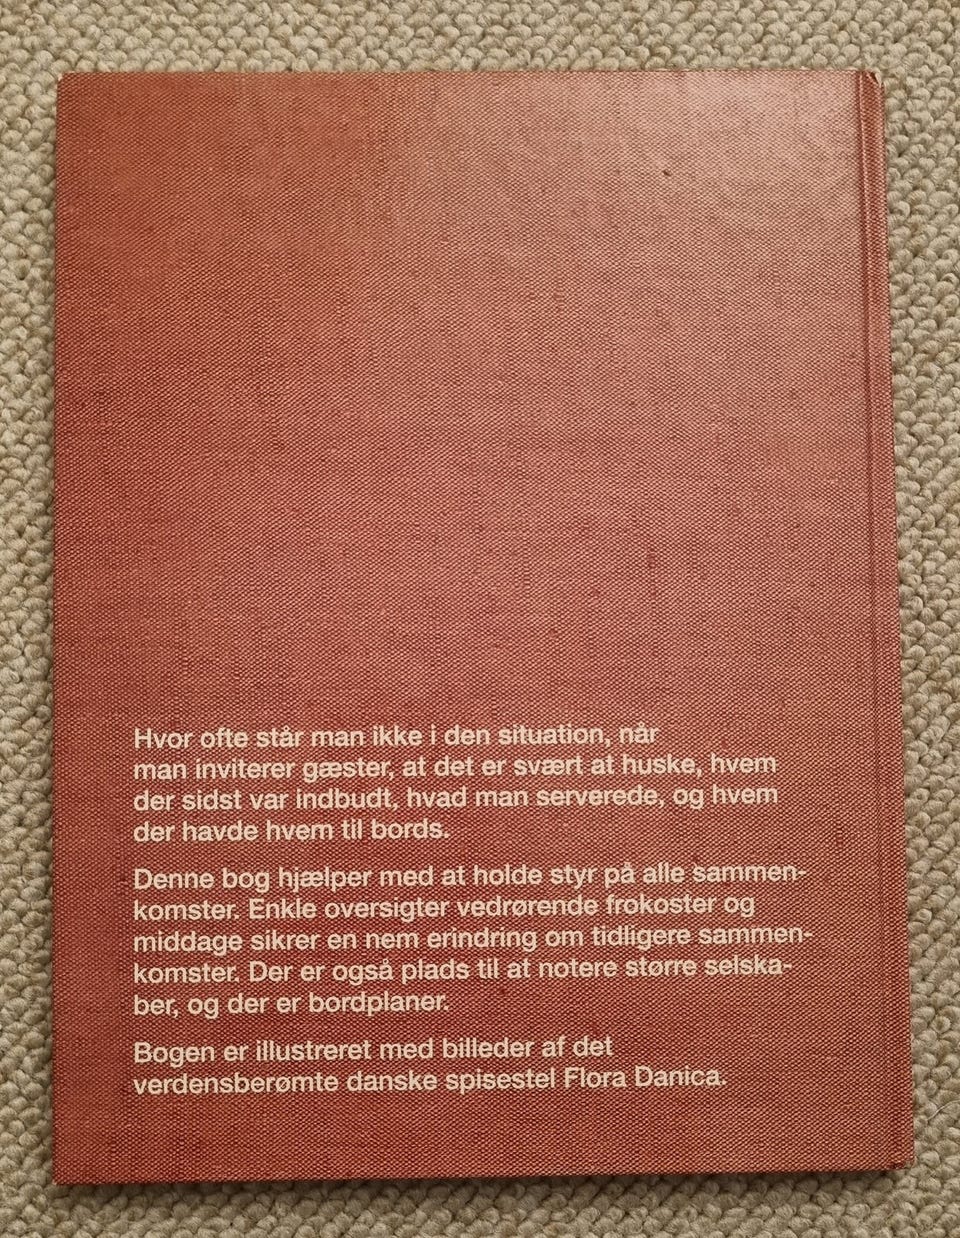 Hvor ofte står man ikke i den situation, når
man inviterer gæster, at det er svært at huske, hvem
der sidst var indbudt, hvad man serverede, og hvem
der havde hvem til bords.
Denne bog hjælper med at holde styr på alle sammen-
komster. Enkle oversigter vedrørende frokoster og
middage sikrer en nem erindring om tidligere sammen-
komster. Der er også plads til at notere større selska-
ber, og der er bordplaner.
Bogen er illustreret med billeder af det
verdensberømte danske spisestel Flora Danica.